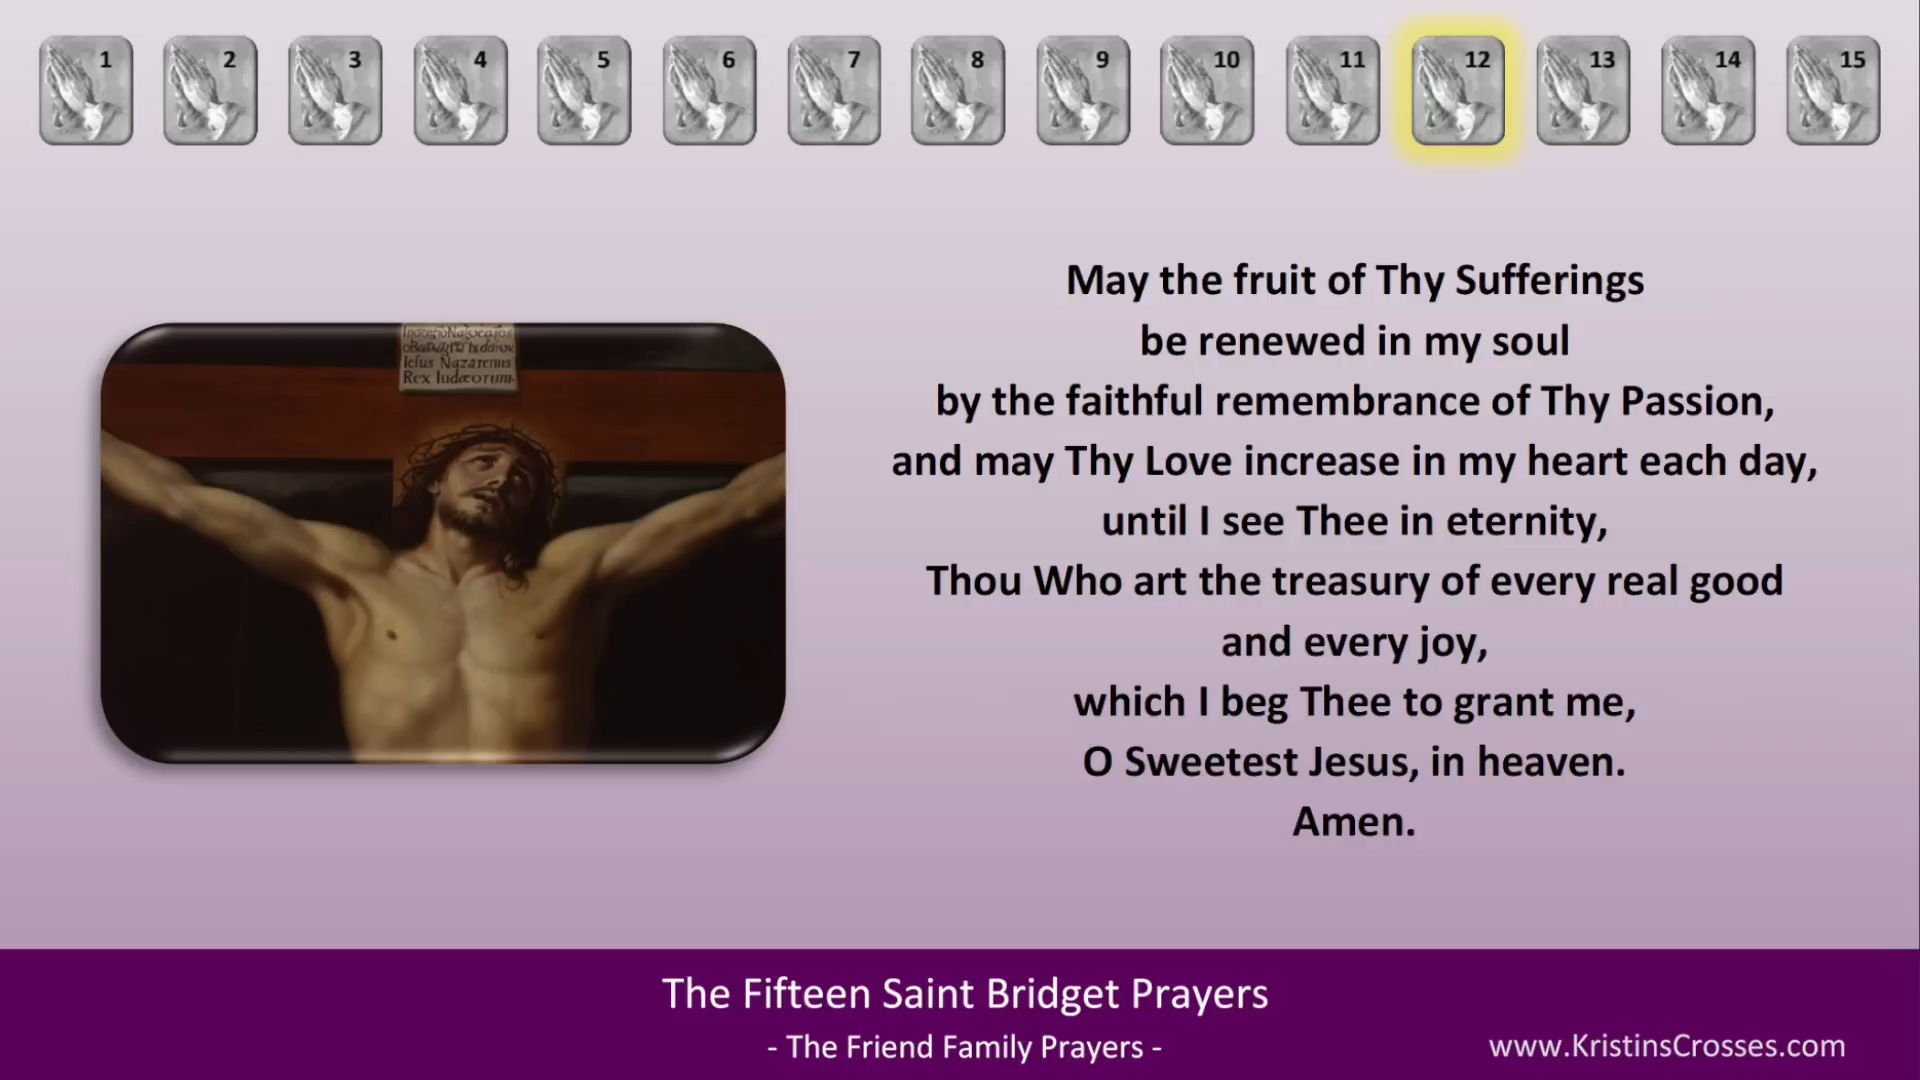 1 2 3 4 5 6 7 8 9 10 11 12 13 14 15
Iesus Nazarenus
Rex Iudæorum
May the fruit of Thy Sufferings
be renewed in my soul
by the faithful remembrance of Thy Passion,
and may Thy Love increase in my heart each day,
until I see Thee in eternity,
Thou Who art the treasury of every real good
and every joy,
which I beg Thee to grant me,
O Sweetest Jesus, in heaven.
Amen.
The Fifteen Saint Bridget Prayers
- The Friend Family Prayers -
www.KristinsCrosses.com